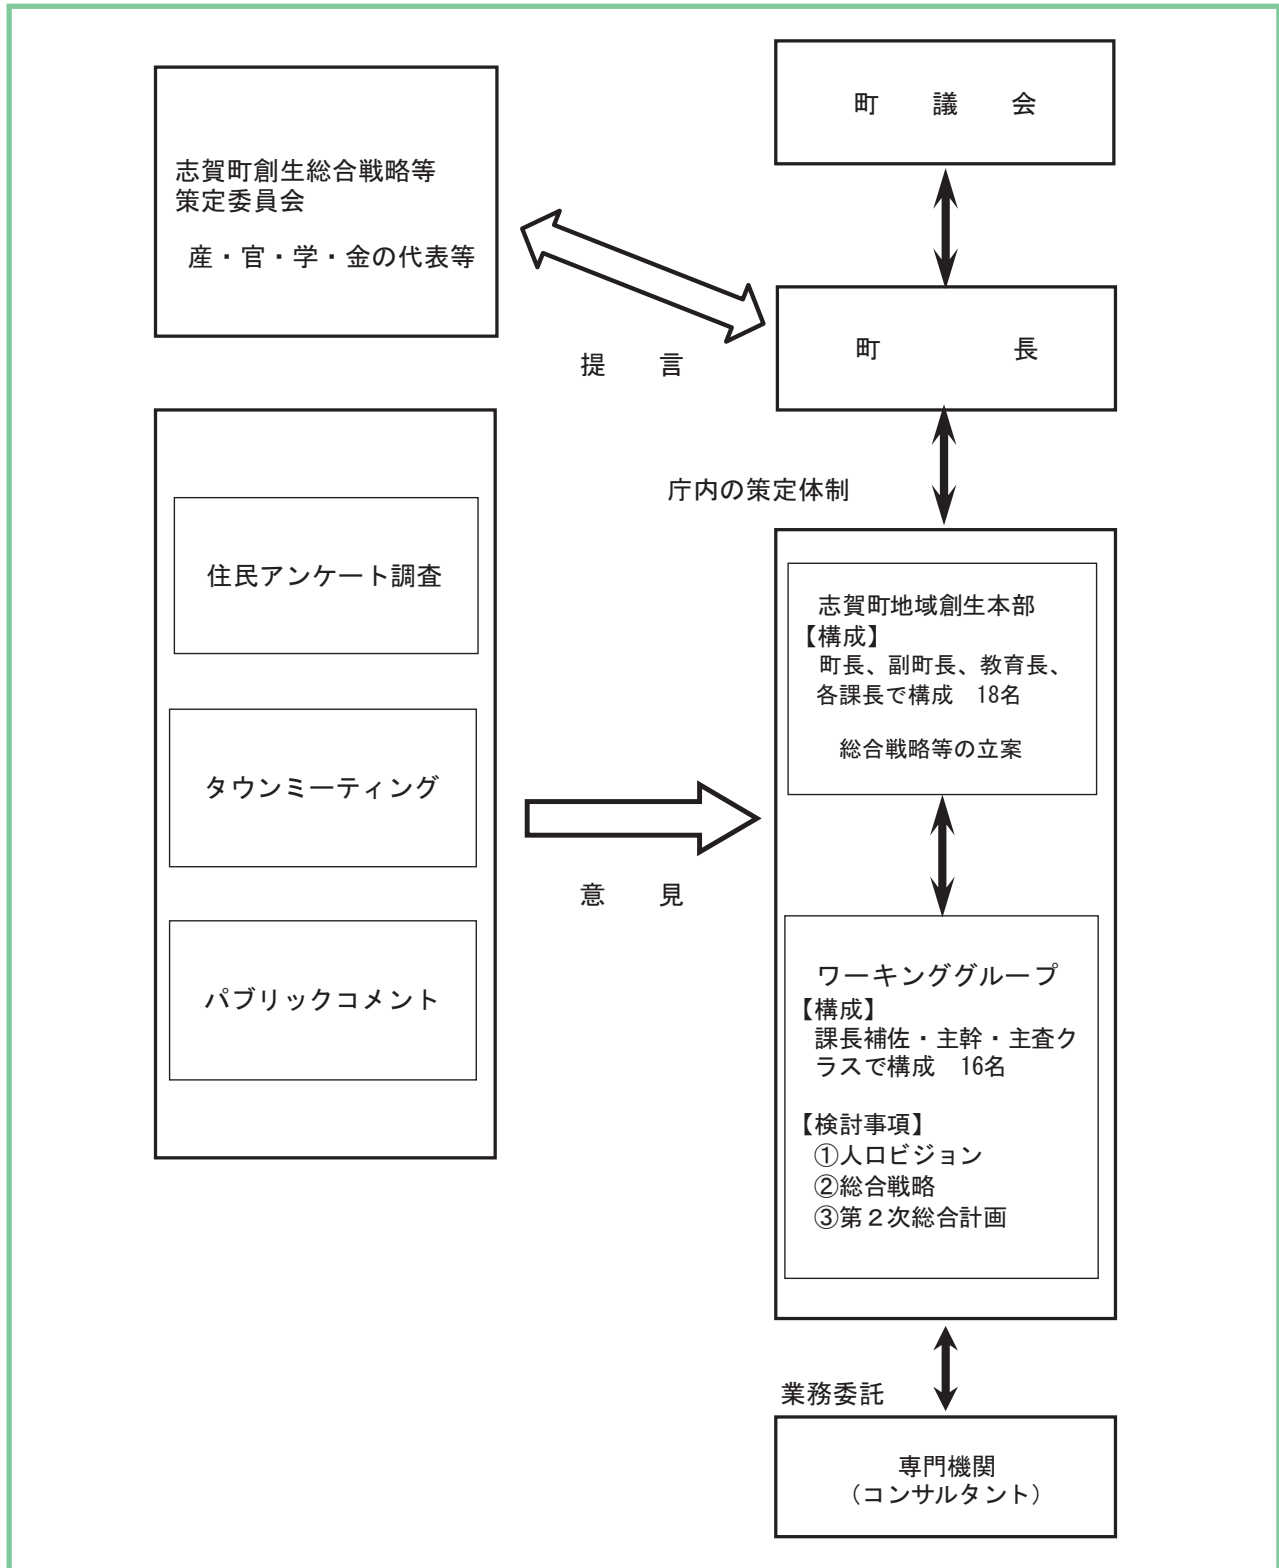 町　議　会
志賀町創生総合戦略等
策定委員会
産・官・学・金の代表等
町　　　長
提　言
庁内の策定体制
住民アンケート調査
タウンミーティング
パブリックコメント
意　見
志賀町地域創生本部
【構成】
町長、副町長、教育長、
各課長で構成　18名
総合戦略等の立案
ワーキンググループ
【構成】
課長補佐・主幹・主査ク
ラスで構成　16名
【検討事項】
①人口ビジョン
②総合戦略
③第２次総合計画
業務委託
専門機関
（コンサルタント）